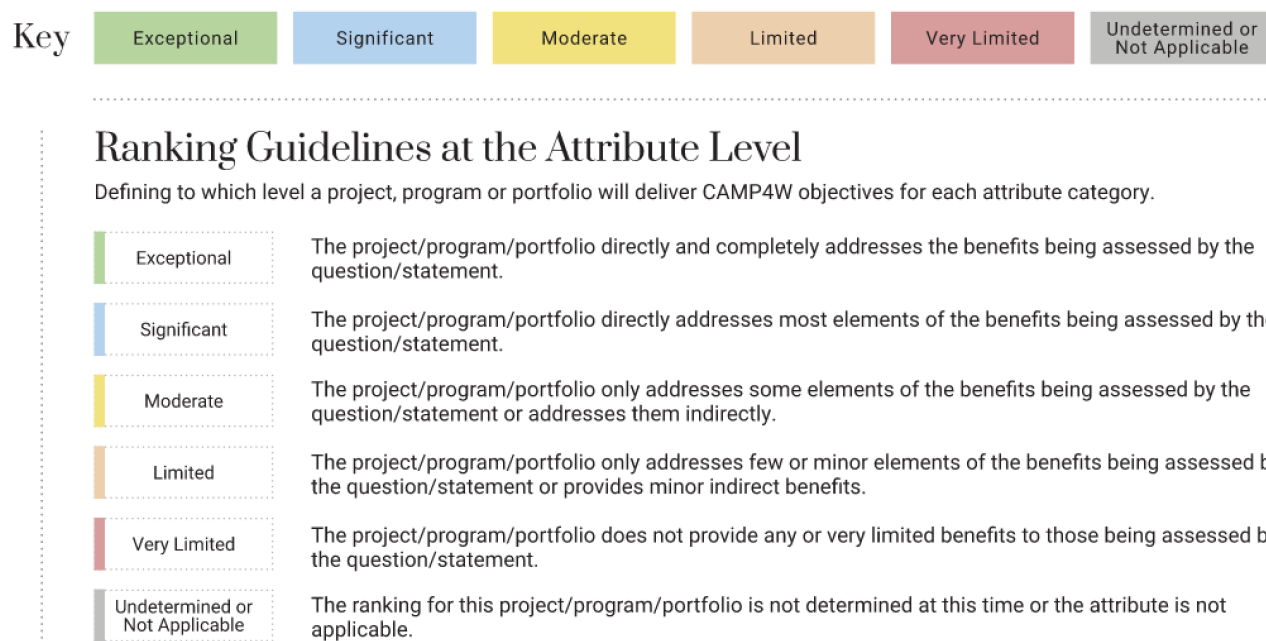 Key
Exceptional
Significant
Moderate
Limited
Very Limited
Undetermined or
Not Applicable
Ranking Guidelines at the Attribute Level
Defining to which level a project, program or portfolio will deliver CAMP4W objectives for each attribute category.
Exceptional
The project/program/portfolio directly and completely addresses the benefits being assessed by the
question/statement.
Significant
The project/program/portfolio directly addresses most elements of the benefits being assessed by
question/statement.
Moderate
The project/program/portfolio only addresses some elements of the benefits being assessed by the
question/statement or addresses them indirectly.
Limited
The project/program/portfolio only addresses few or minor elements of the benefits being assessed
the question/statement or provides minor indirect benefits.
Very Limited
The project/program/portfolio does not provide any or very limited benefits to those being assessed
the question/statement.
Undetermined or
Not Applicable
The ranking for this project/program/portfolio is not determined at this time or the attribute is not
applicable.